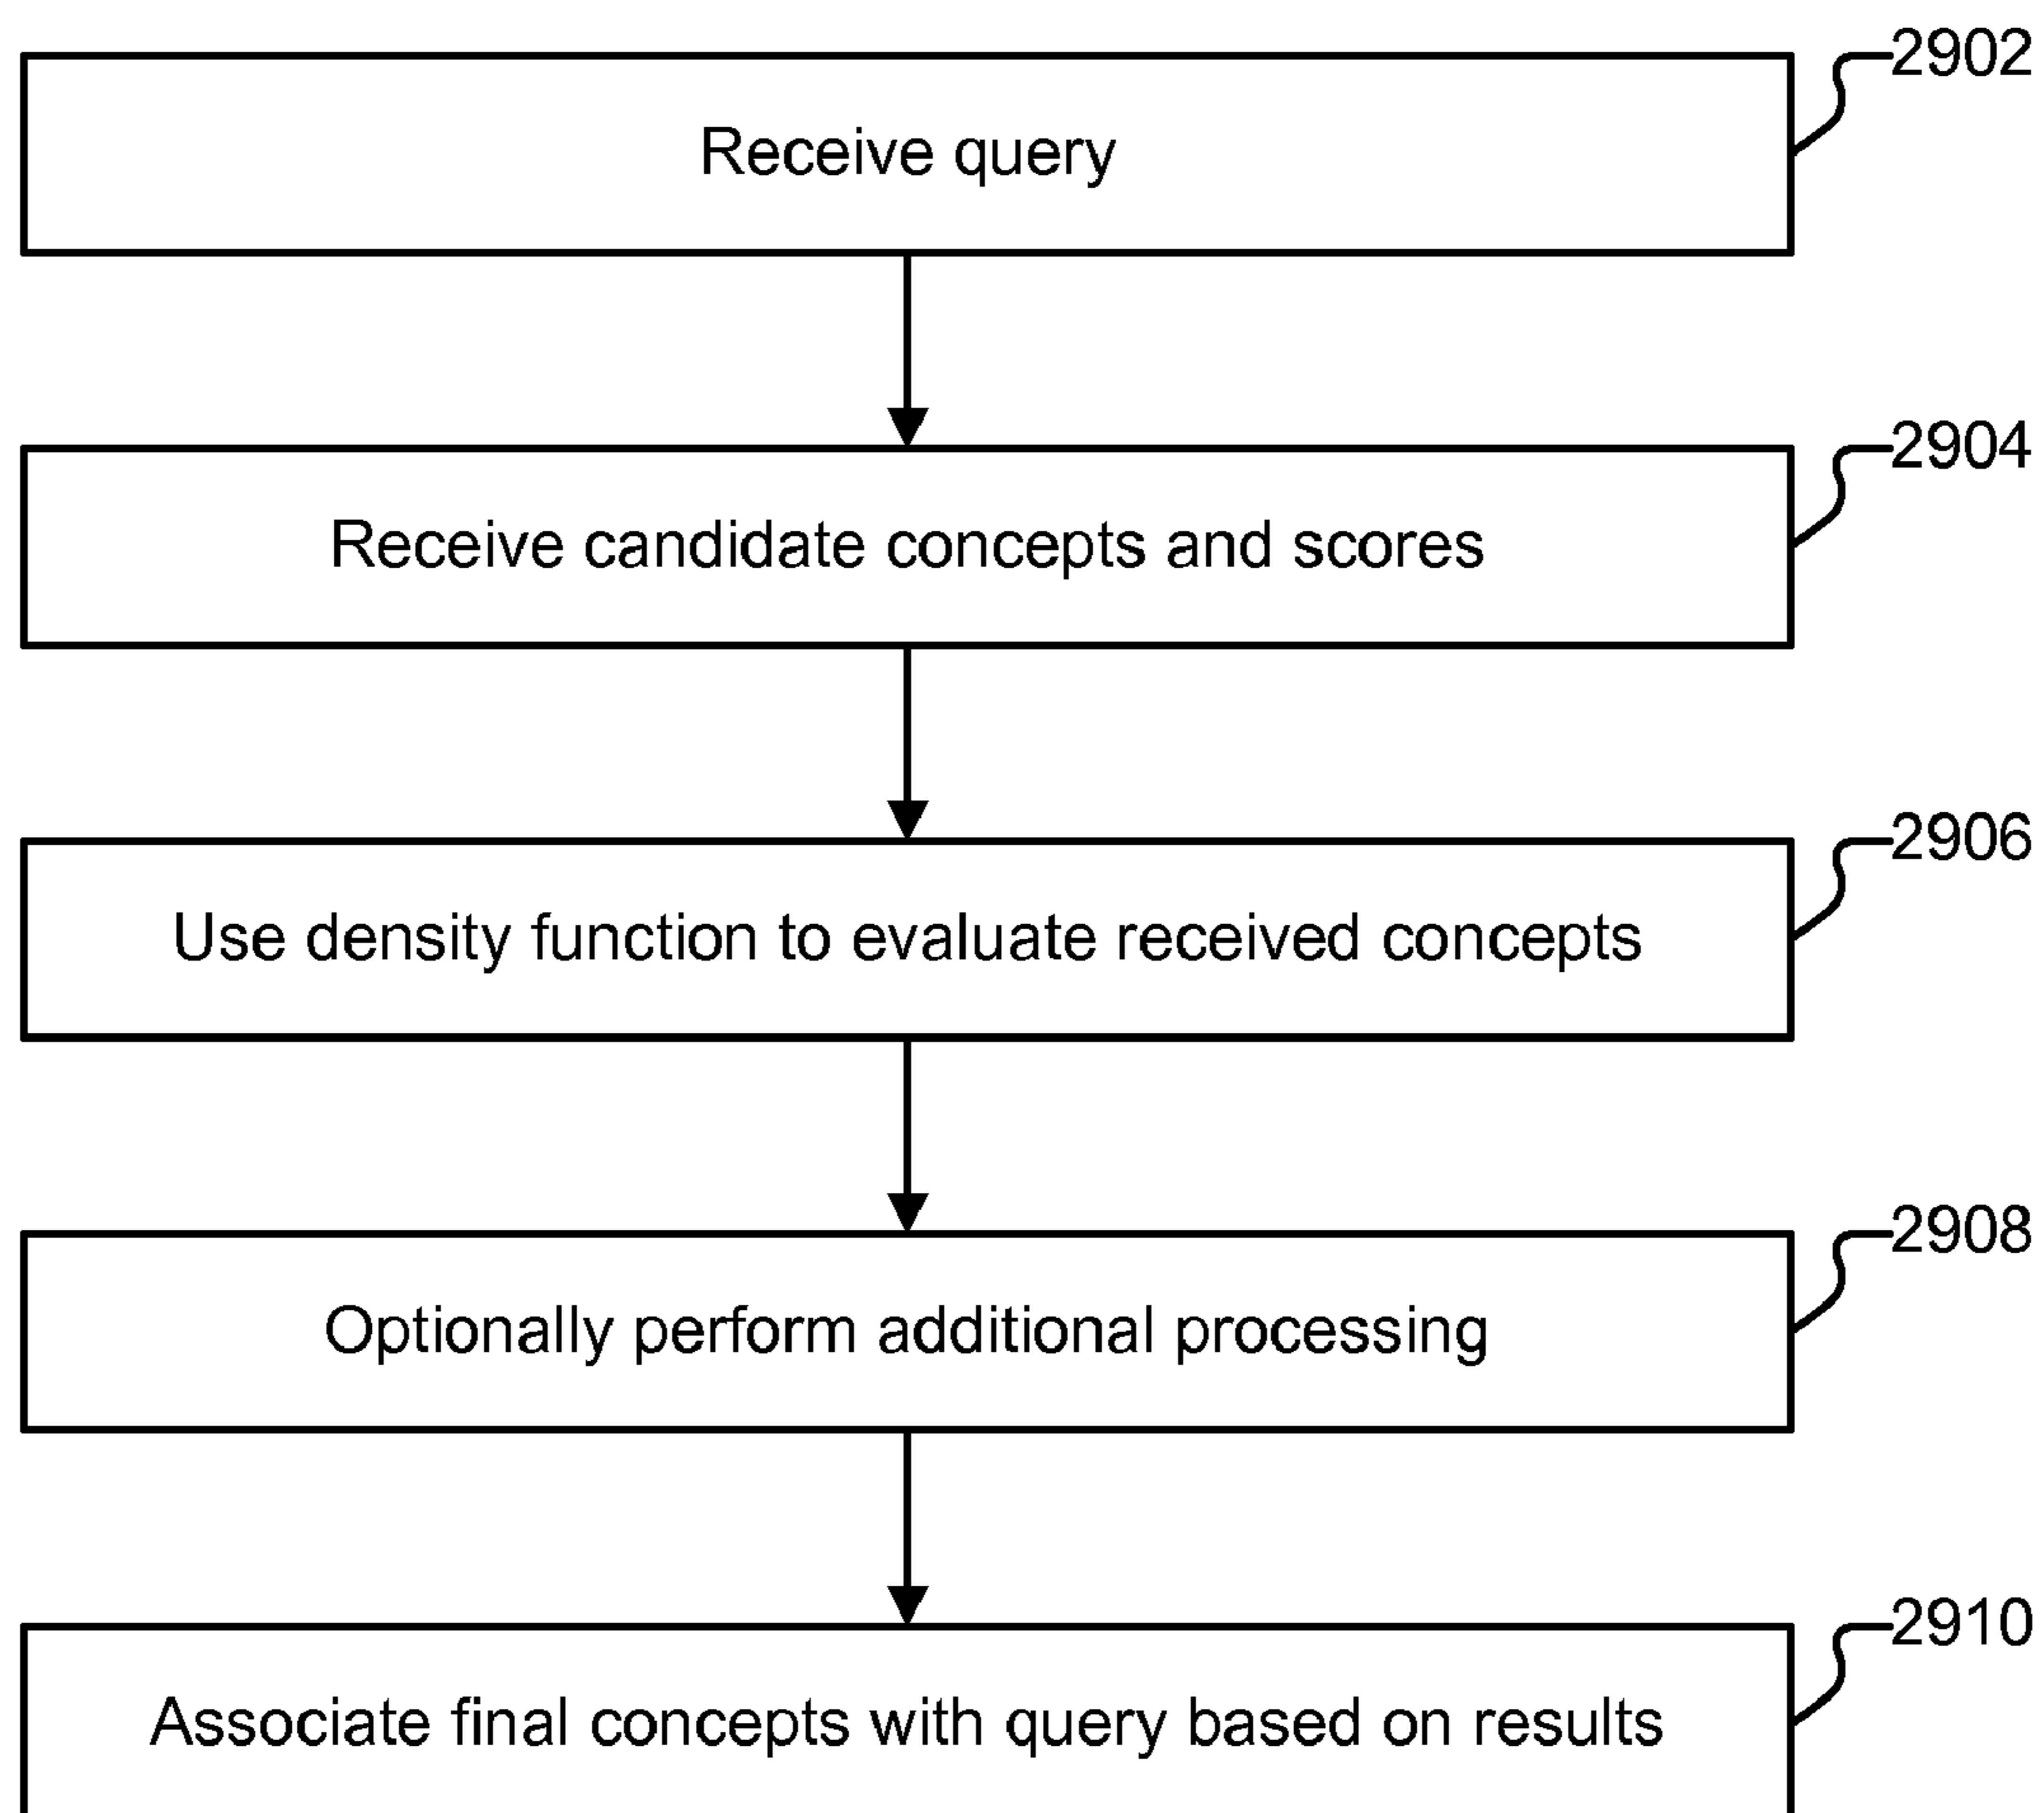 2902
Receive query
2904
Receive candidate concepts and scores
2906
Use density function to evaluate received concepts
2908
Optionally perform additional processing
2910
Associate final concepts with query based on results